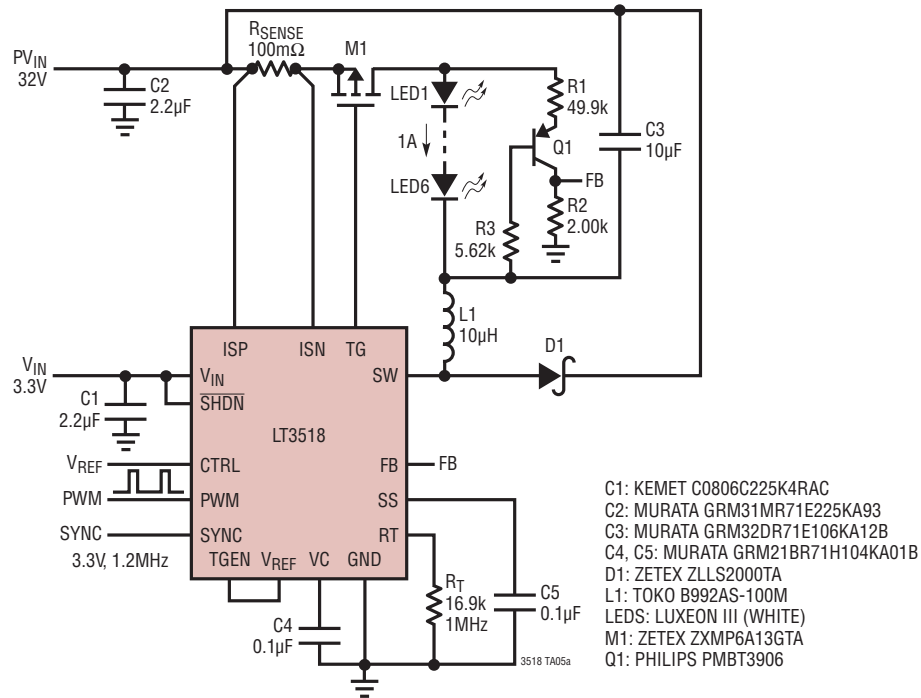 PVIN
32V
C2
2.2µF
RSENSE
100mΩ
M1
LED1
1A
LED6
R1
49.9k
Q1
FB
R2
2.00k
R3
5.62k
C3
10µF
L1
10µH
D1
VIN
3.3V
C1
2.2µF
ISP
ISN
TG
VIN
SHDN
SW
LT3518
VREF
CTRL
FB
FB
PWM
PWM
SS
SYNC
SYNC
RT
3.3V, 1.2MHz
TGEN
VREF
VC
GND
C4
0.1µF
RT
16.9k
1MHz
C5
0.1µF
3518 TA05a
C1: KEMET C0806C225K4RAC
C2: MURATA GRM31MR71E225KA93
C3: MURATA GRM32DR71E106KA12B
C4, C5: MURATA GRM21BR71H104KA01B
D1: ZETEX ZLLS2000TA
L1: TOKO B992AS-100M
LEDS: LUXEON III (WHITE)
M1: ZETEX ZXMP6A13GTA
Q1: PHILIPS PMBT3906